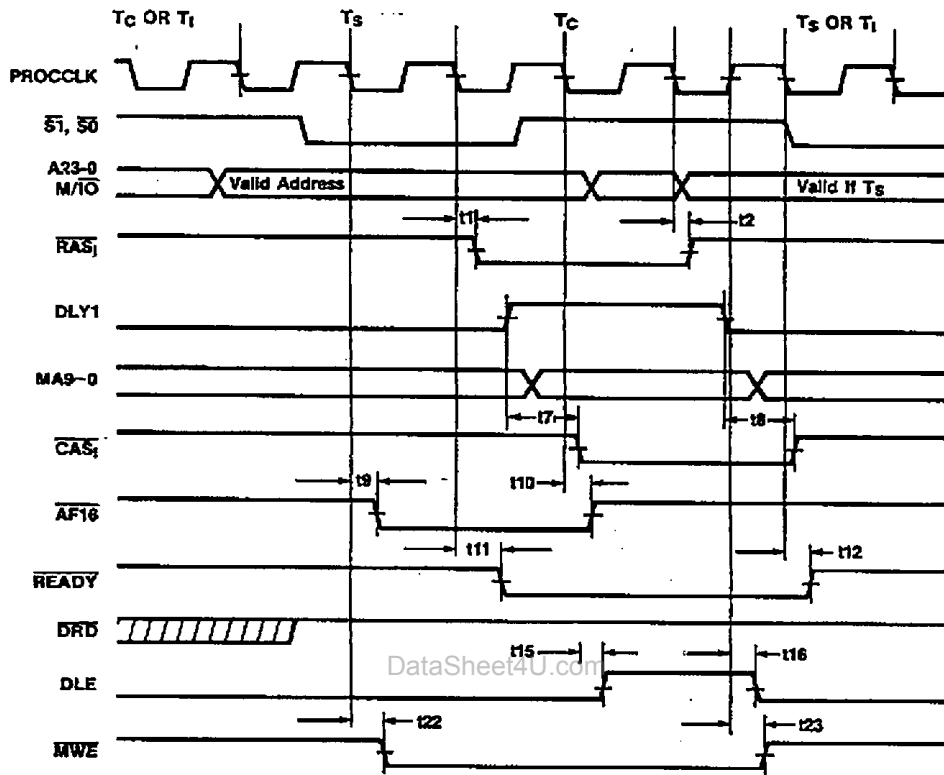 TC OR TI TS TC TS OR TI
PROCCLK
S1, S0
A23-0
M/IO Valid Address Valid If TS
t1 t2
RASi
DLY1
MA9-0
t7 t8
CASi
t9 t10
AF16
t11 t12
READY
DRD
t15 t16
DataSheet4U.com
DLE
t22 t23
MWE